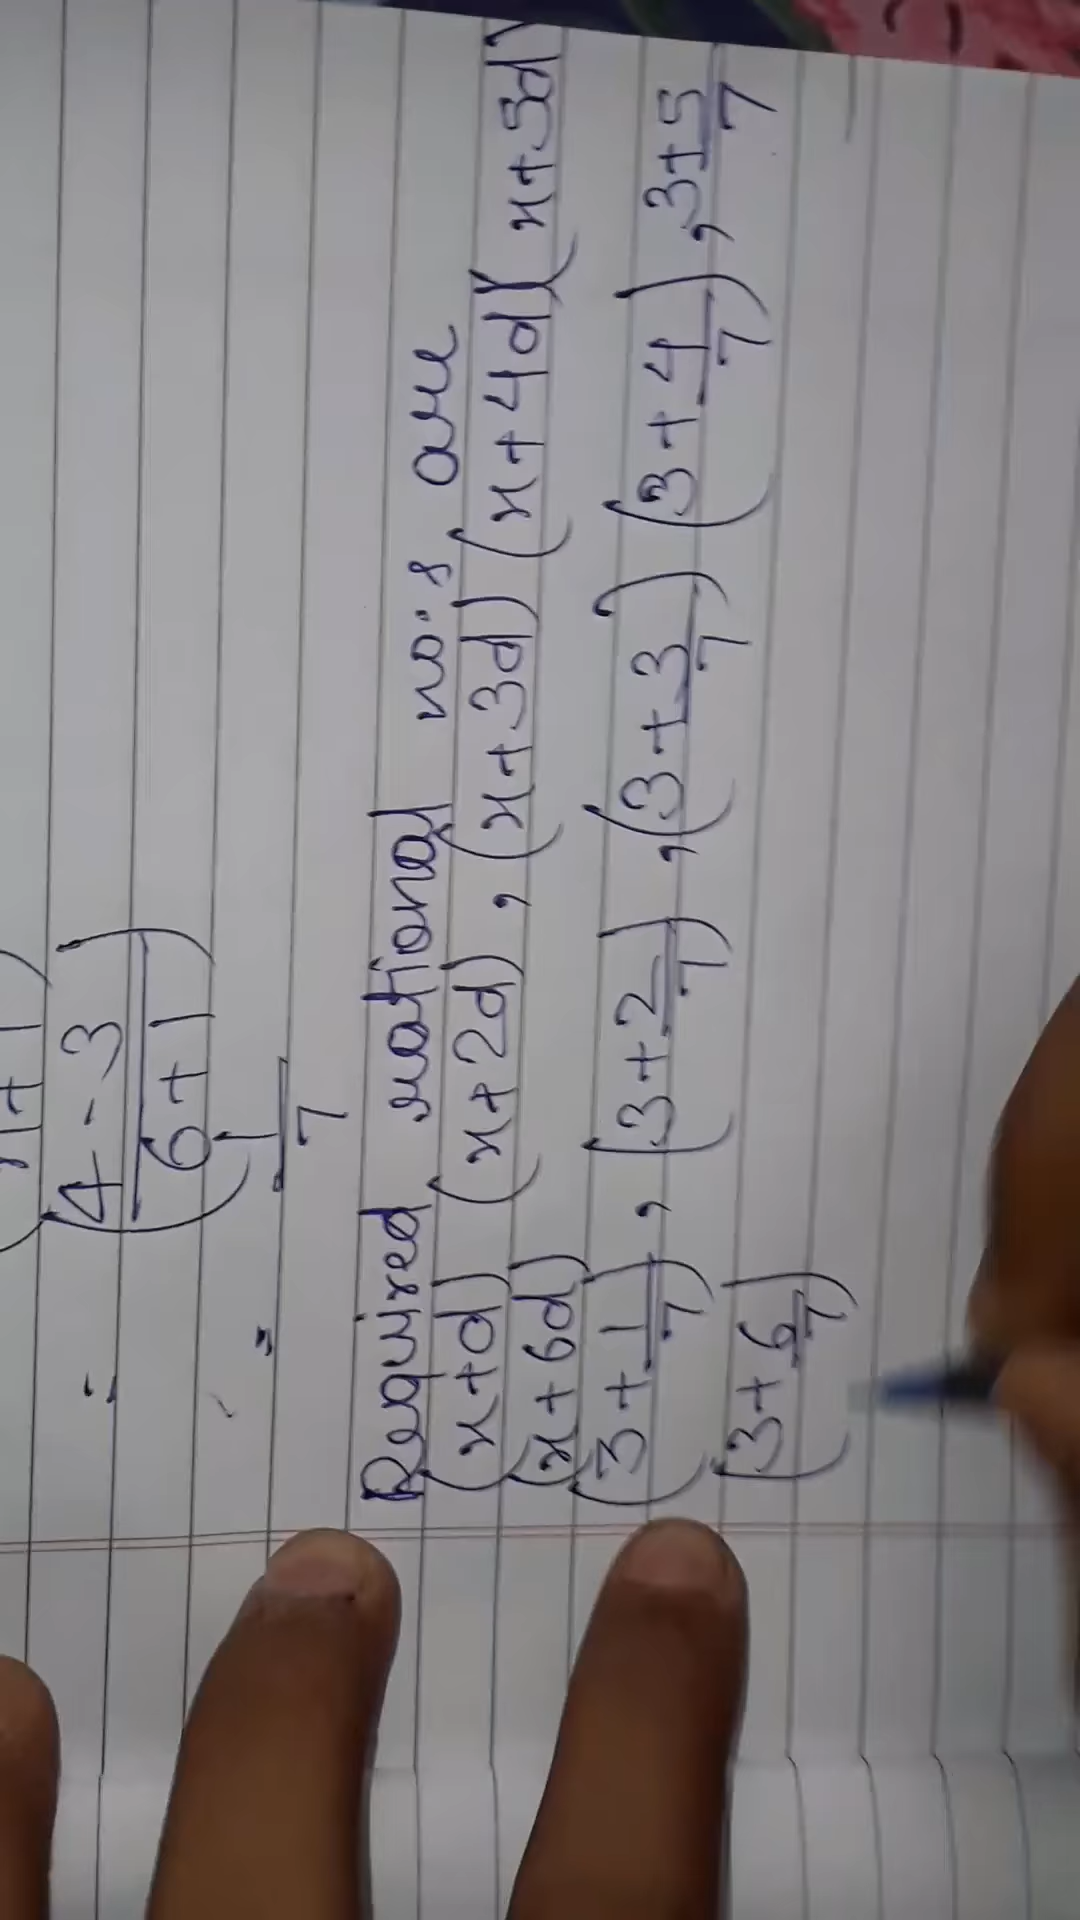 n+1)
= (4-3 / 6+1)
= 1/7
Required rational no.s are
(x+d) (x+2d), (x+3d) (x+4d) (x+5d)
(x+6d)
(3+1/7), (3+2/7), (3+3/7) (3+4/7), 3+5/7
(3+6/7)